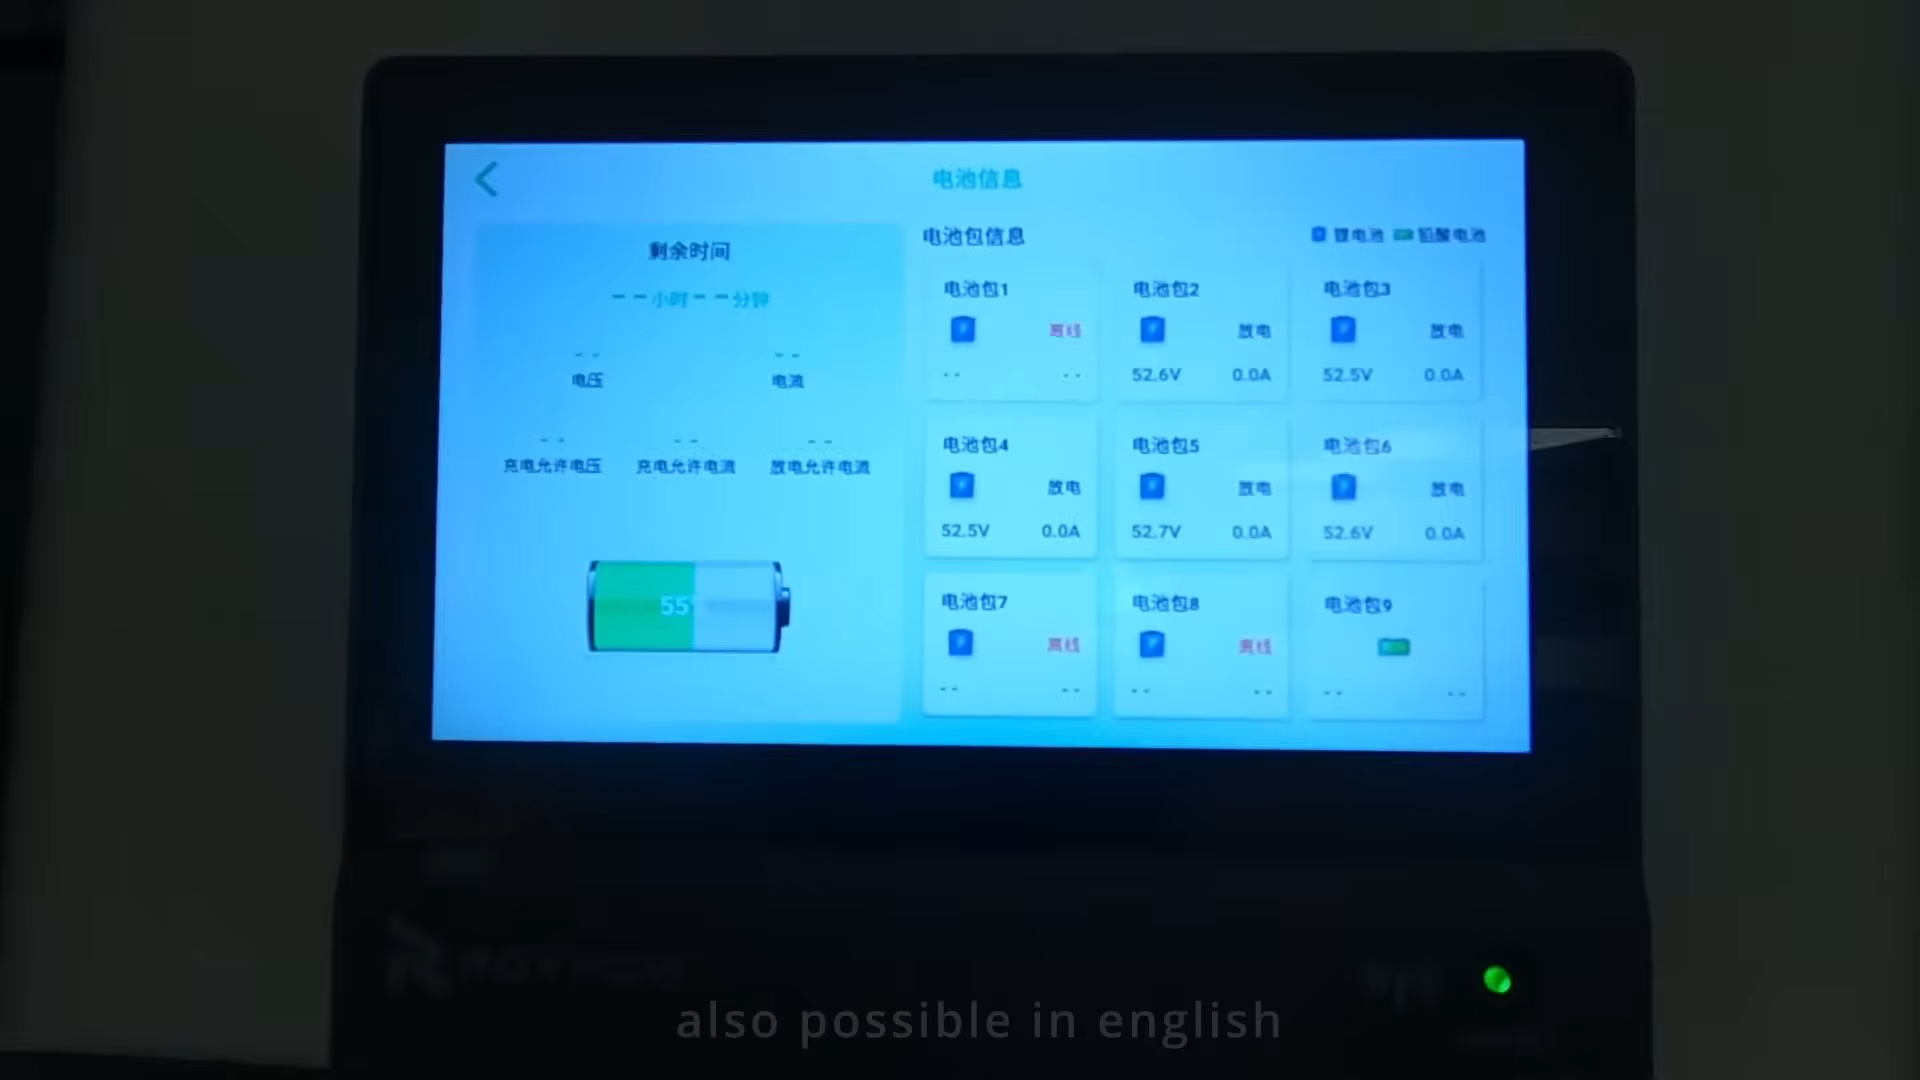 电池信息
剩余时间
--小时--分钟
-- --
电压 电流
-- -- --
充电允许电压 充电允许电流 放电允许电流
55
电池包信息 锂电池 铅酸电池
电池包1 电池包2 电池包3
离线 放电 放电
-- -- 52.6V 0.0A 52.5V 0.0A
电池包4 电池包5 电池包6
放电 放电 放电
52.5V 0.0A 52.7V 0.0A 52.6V 0.0A
电池包7 电池包8 电池包9
离线 离线
-- -- -- -- -- --
also possible in english